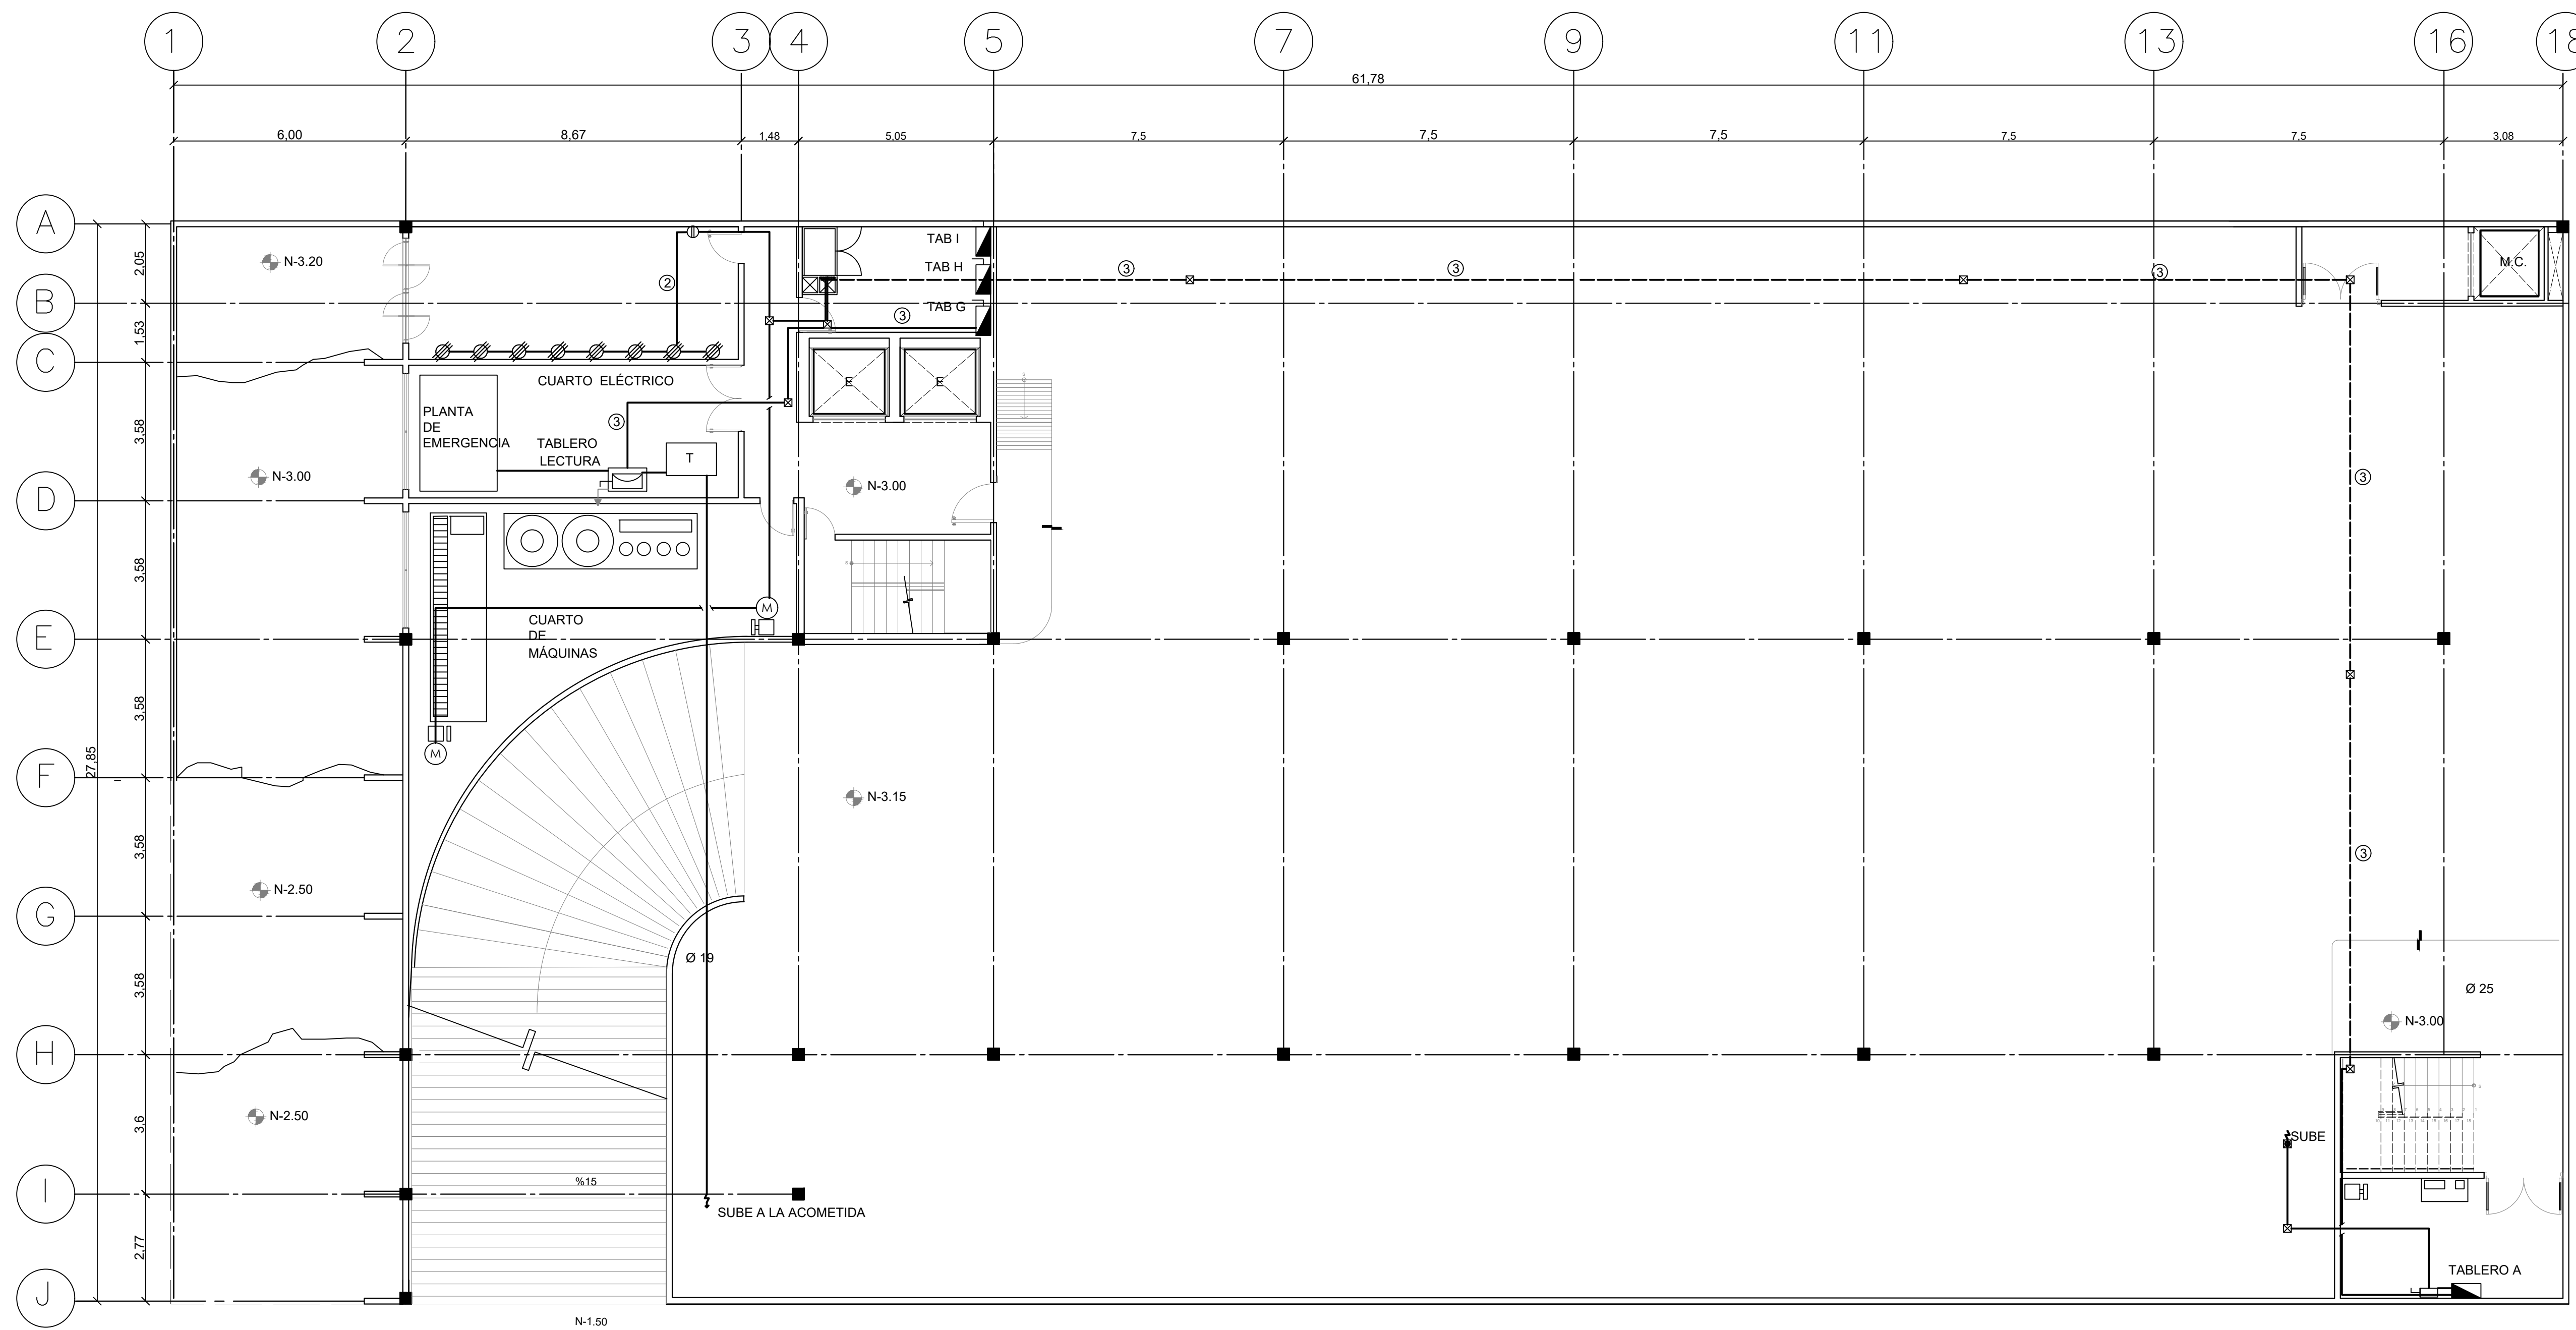 1 2 3 4 5 7 9 11 13 16 18
61,78
6,00 8,67 1,48 5,05 7,5 7,5 7,5 7,5 7,5 3,08
A
B
C
D
E
F
G
H
I
J
27.85
2,05
1,53
3,58
3,58
3,58
3,58
3,58
3,6
2,77
N-3.20
N-3.00
N-2.50
N-2.50
2
CUARTO ELÉCTRICO
PLANTA
DE
EMERGENCIA
3
TABLERO
LECTURA
T
CUARTO
DE
MÁQUINAS
M
M
TAB I
TAB H
TAB G
3
E E
N-3.00
N-3.15
3 3 3
M.C.
3
3
Ø 19
Ø 25
N-3.00
%15
SUBE A LA ACOMETIDA
SUBE
TABLERO A
N-1.50